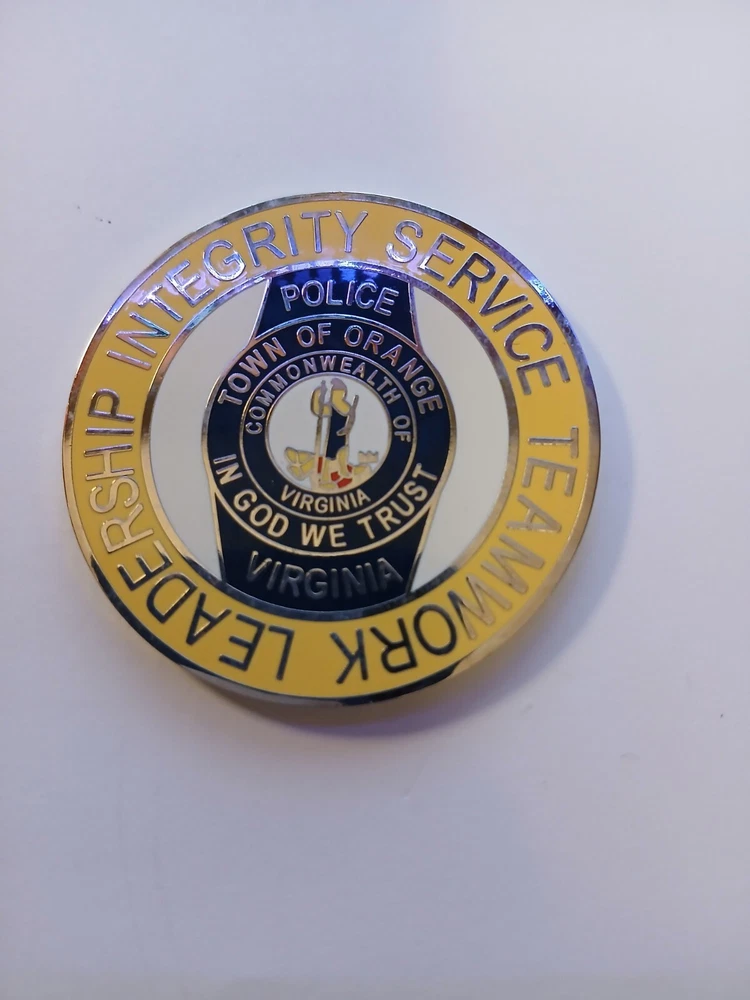 INTEGRITY SERVICE TEAMWORK LEADERSHIP
POLICE
TOWN OF ORANGE
COMMONWEALTH OF
VIRGINIA
IN GOD WE TRUST
VIRGINIA